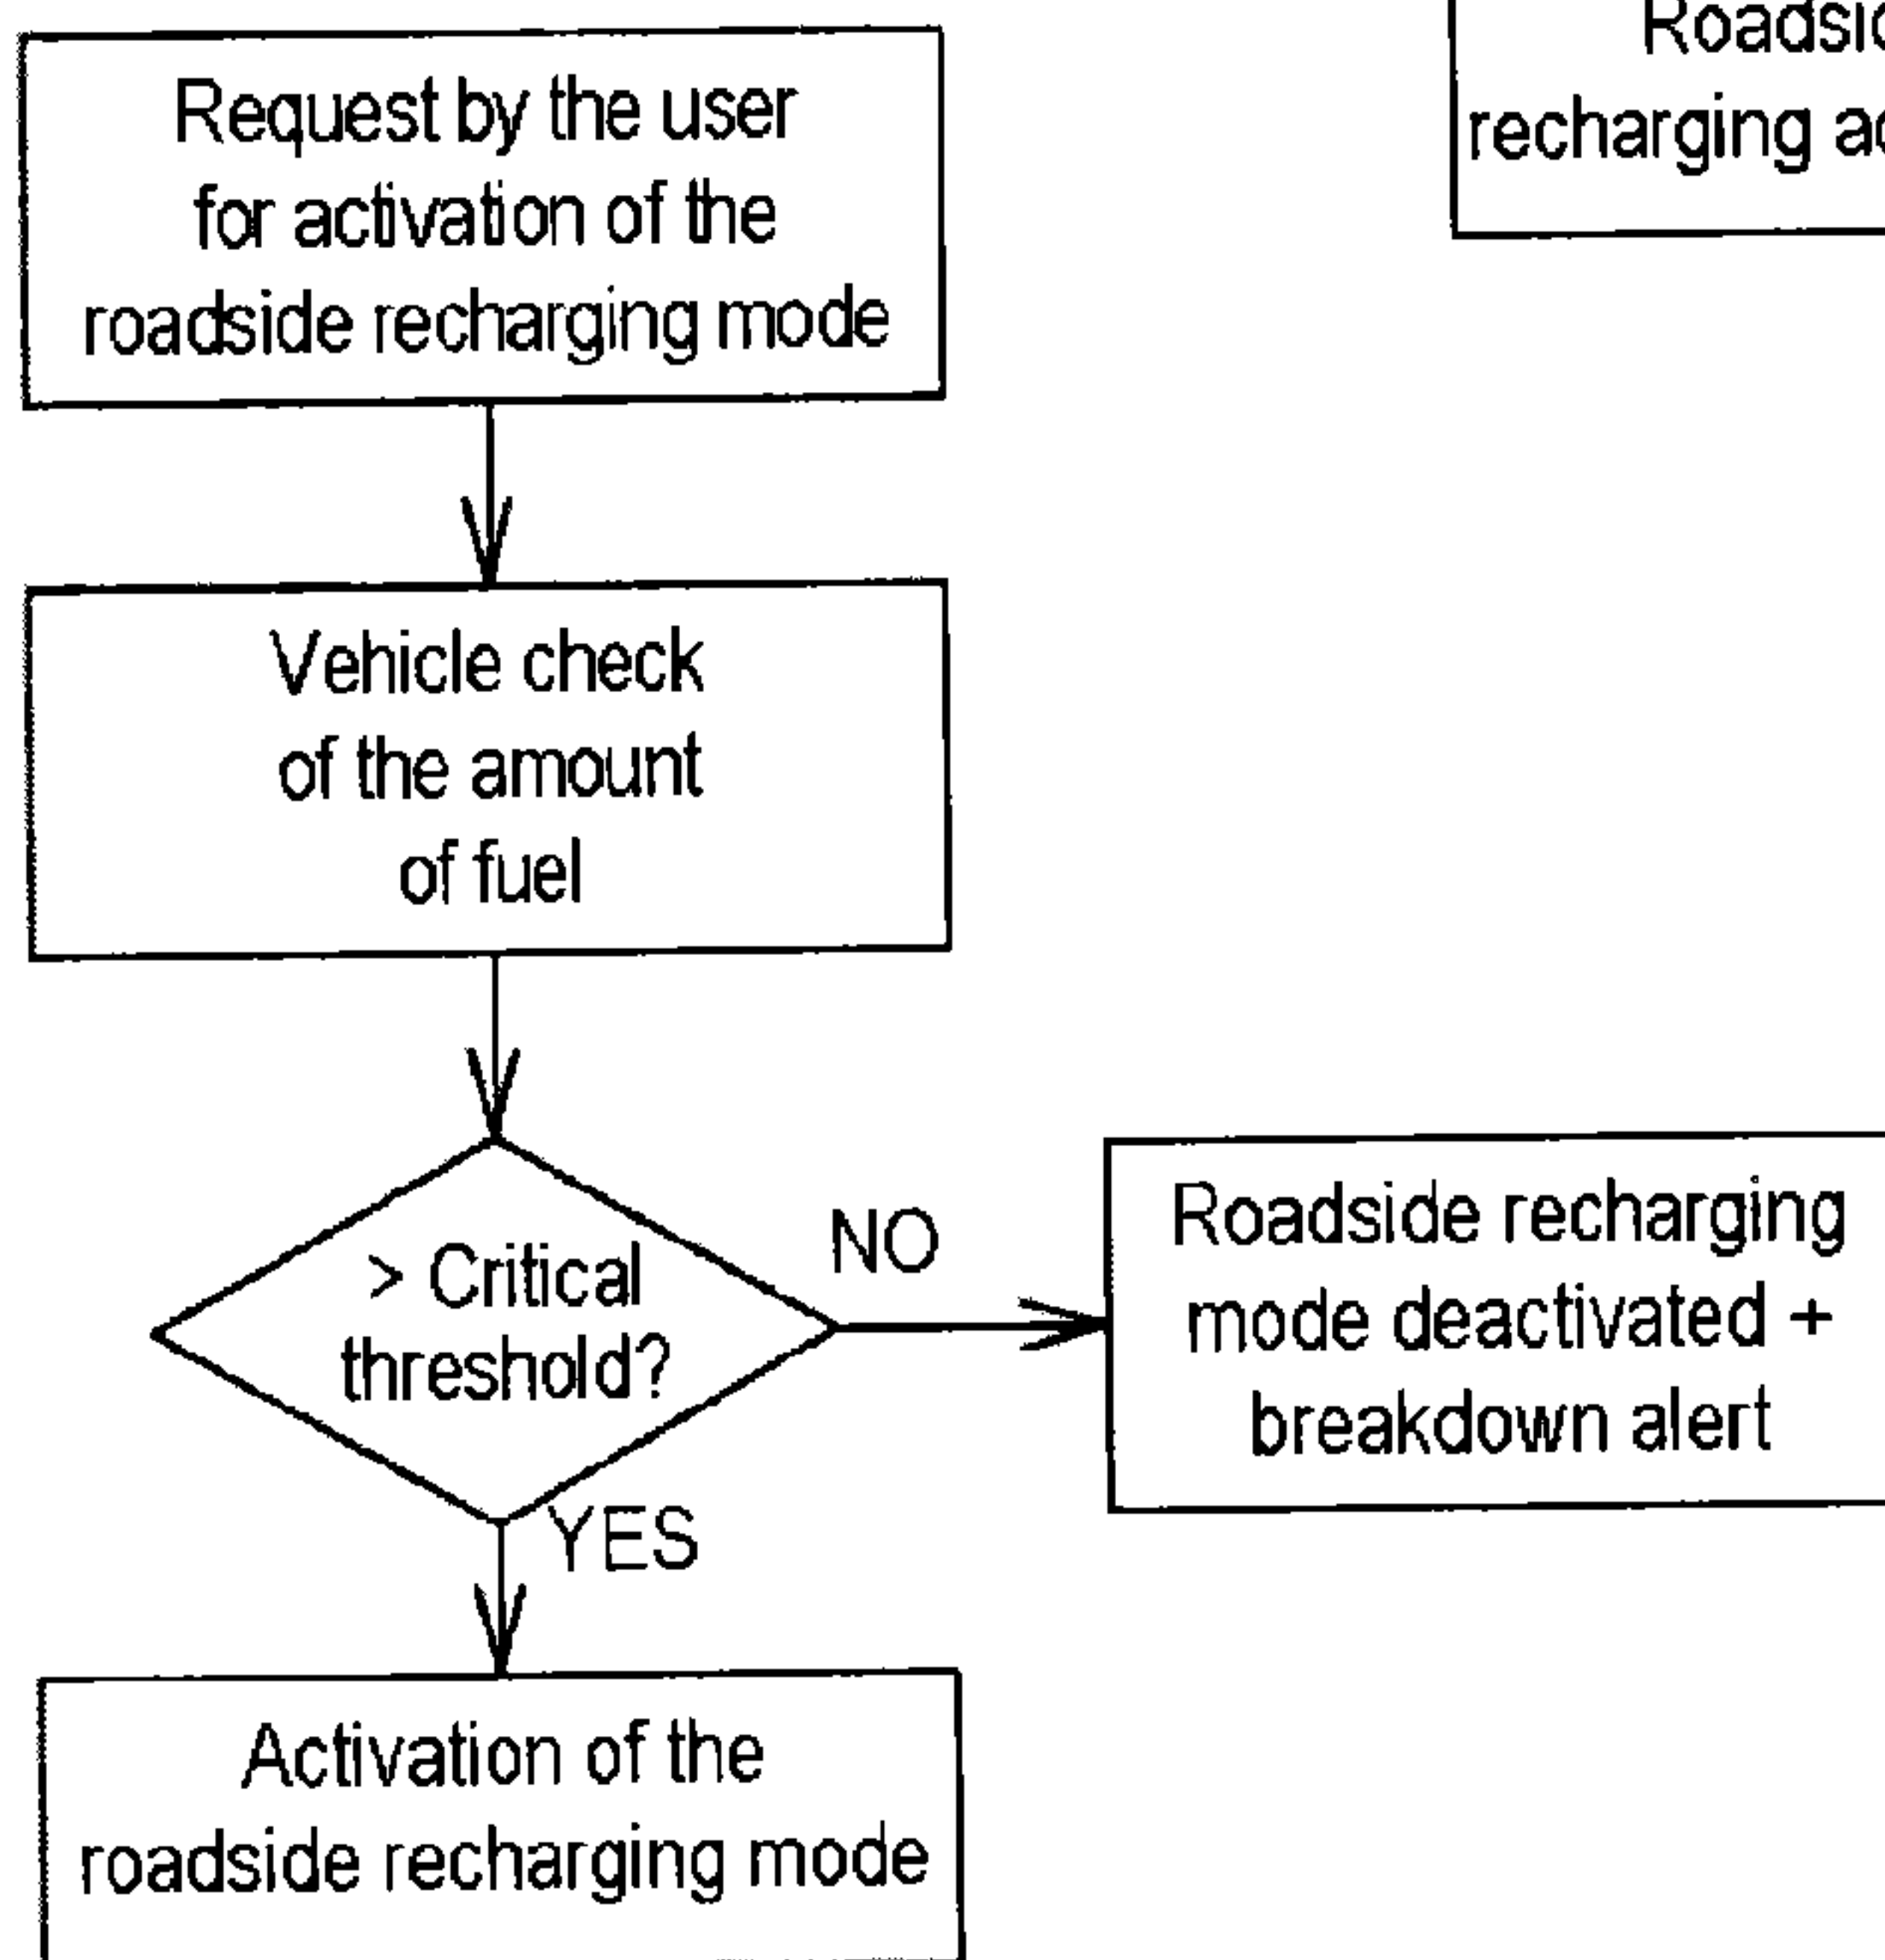 Request by the user
for activation of the
roadside recharging mode
recharging
Vehicle check
of the amount
of fuel
> Critical
threshold?
NO
Roadside recharging
mode deactivated +
breakdown alert
YES
Activation of the
roadside recharging mode